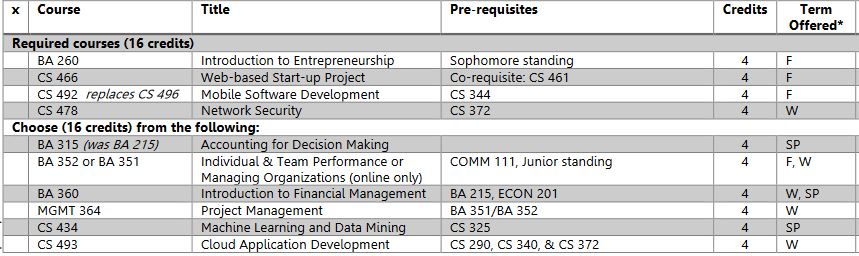 x Course Title Pre-requisites Credits Term
Offered*
Required courses (16 credits)
BA 260 Introduction to Entrepreneurship Sophomore standing 4 F
CS 466 Web-based Start-up Project Co-requisite: CS 461 4 F
CS 492 replaces CS 496 Mobile Software Development CS 344 4 F
CS 478 Network Security CS 372 4 W
Choose (16 credits) from the following:
BA 315 (was BA 215) Accounting for Decision Making 4 SP
BA 352 or BA 351 Individual & Team Performance or COMM 111, Junior standing 4 F, W
Managing Organizations (online only)
BA 360 Introduction to Financial Management BA 215, ECON 201 4 W, SP
MGMT 364 Project Management BA 351/BA 352 4 W
CS 434 Machine Learning and Data Mining CS 325 4 SP
CS 493 Cloud Application Development CS 290, CS 340, & CS 372 4 W